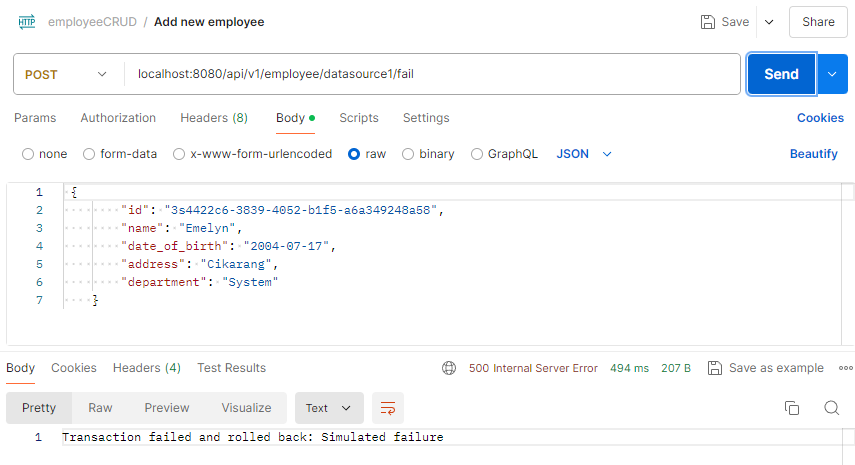 HTTP employeeCRUD / Add new employee Save Share
POST localhost:8080/api/v1/employee/datasource1/fail Send
Params Authorization Headers (8) Body Scripts Settings Cookies
none form-data x-www-form-urlencoded raw binary GraphQL JSON Beautify
1 {
2 "id": "3s4422c6-3839-4052-b1f5-a6a349248a58",
3 "name": "Emelyn",
4 "date_of_birth": "2004-07-17",
5 "address": "Cikarang",
6 "department": "System"
7 }
Body Cookies Headers (4) Test Results 500 Internal Server Error 494 ms 207 B Save as example
Pretty Raw Preview Visualize Text
1 Transaction failed and rolled back: Simulated failure